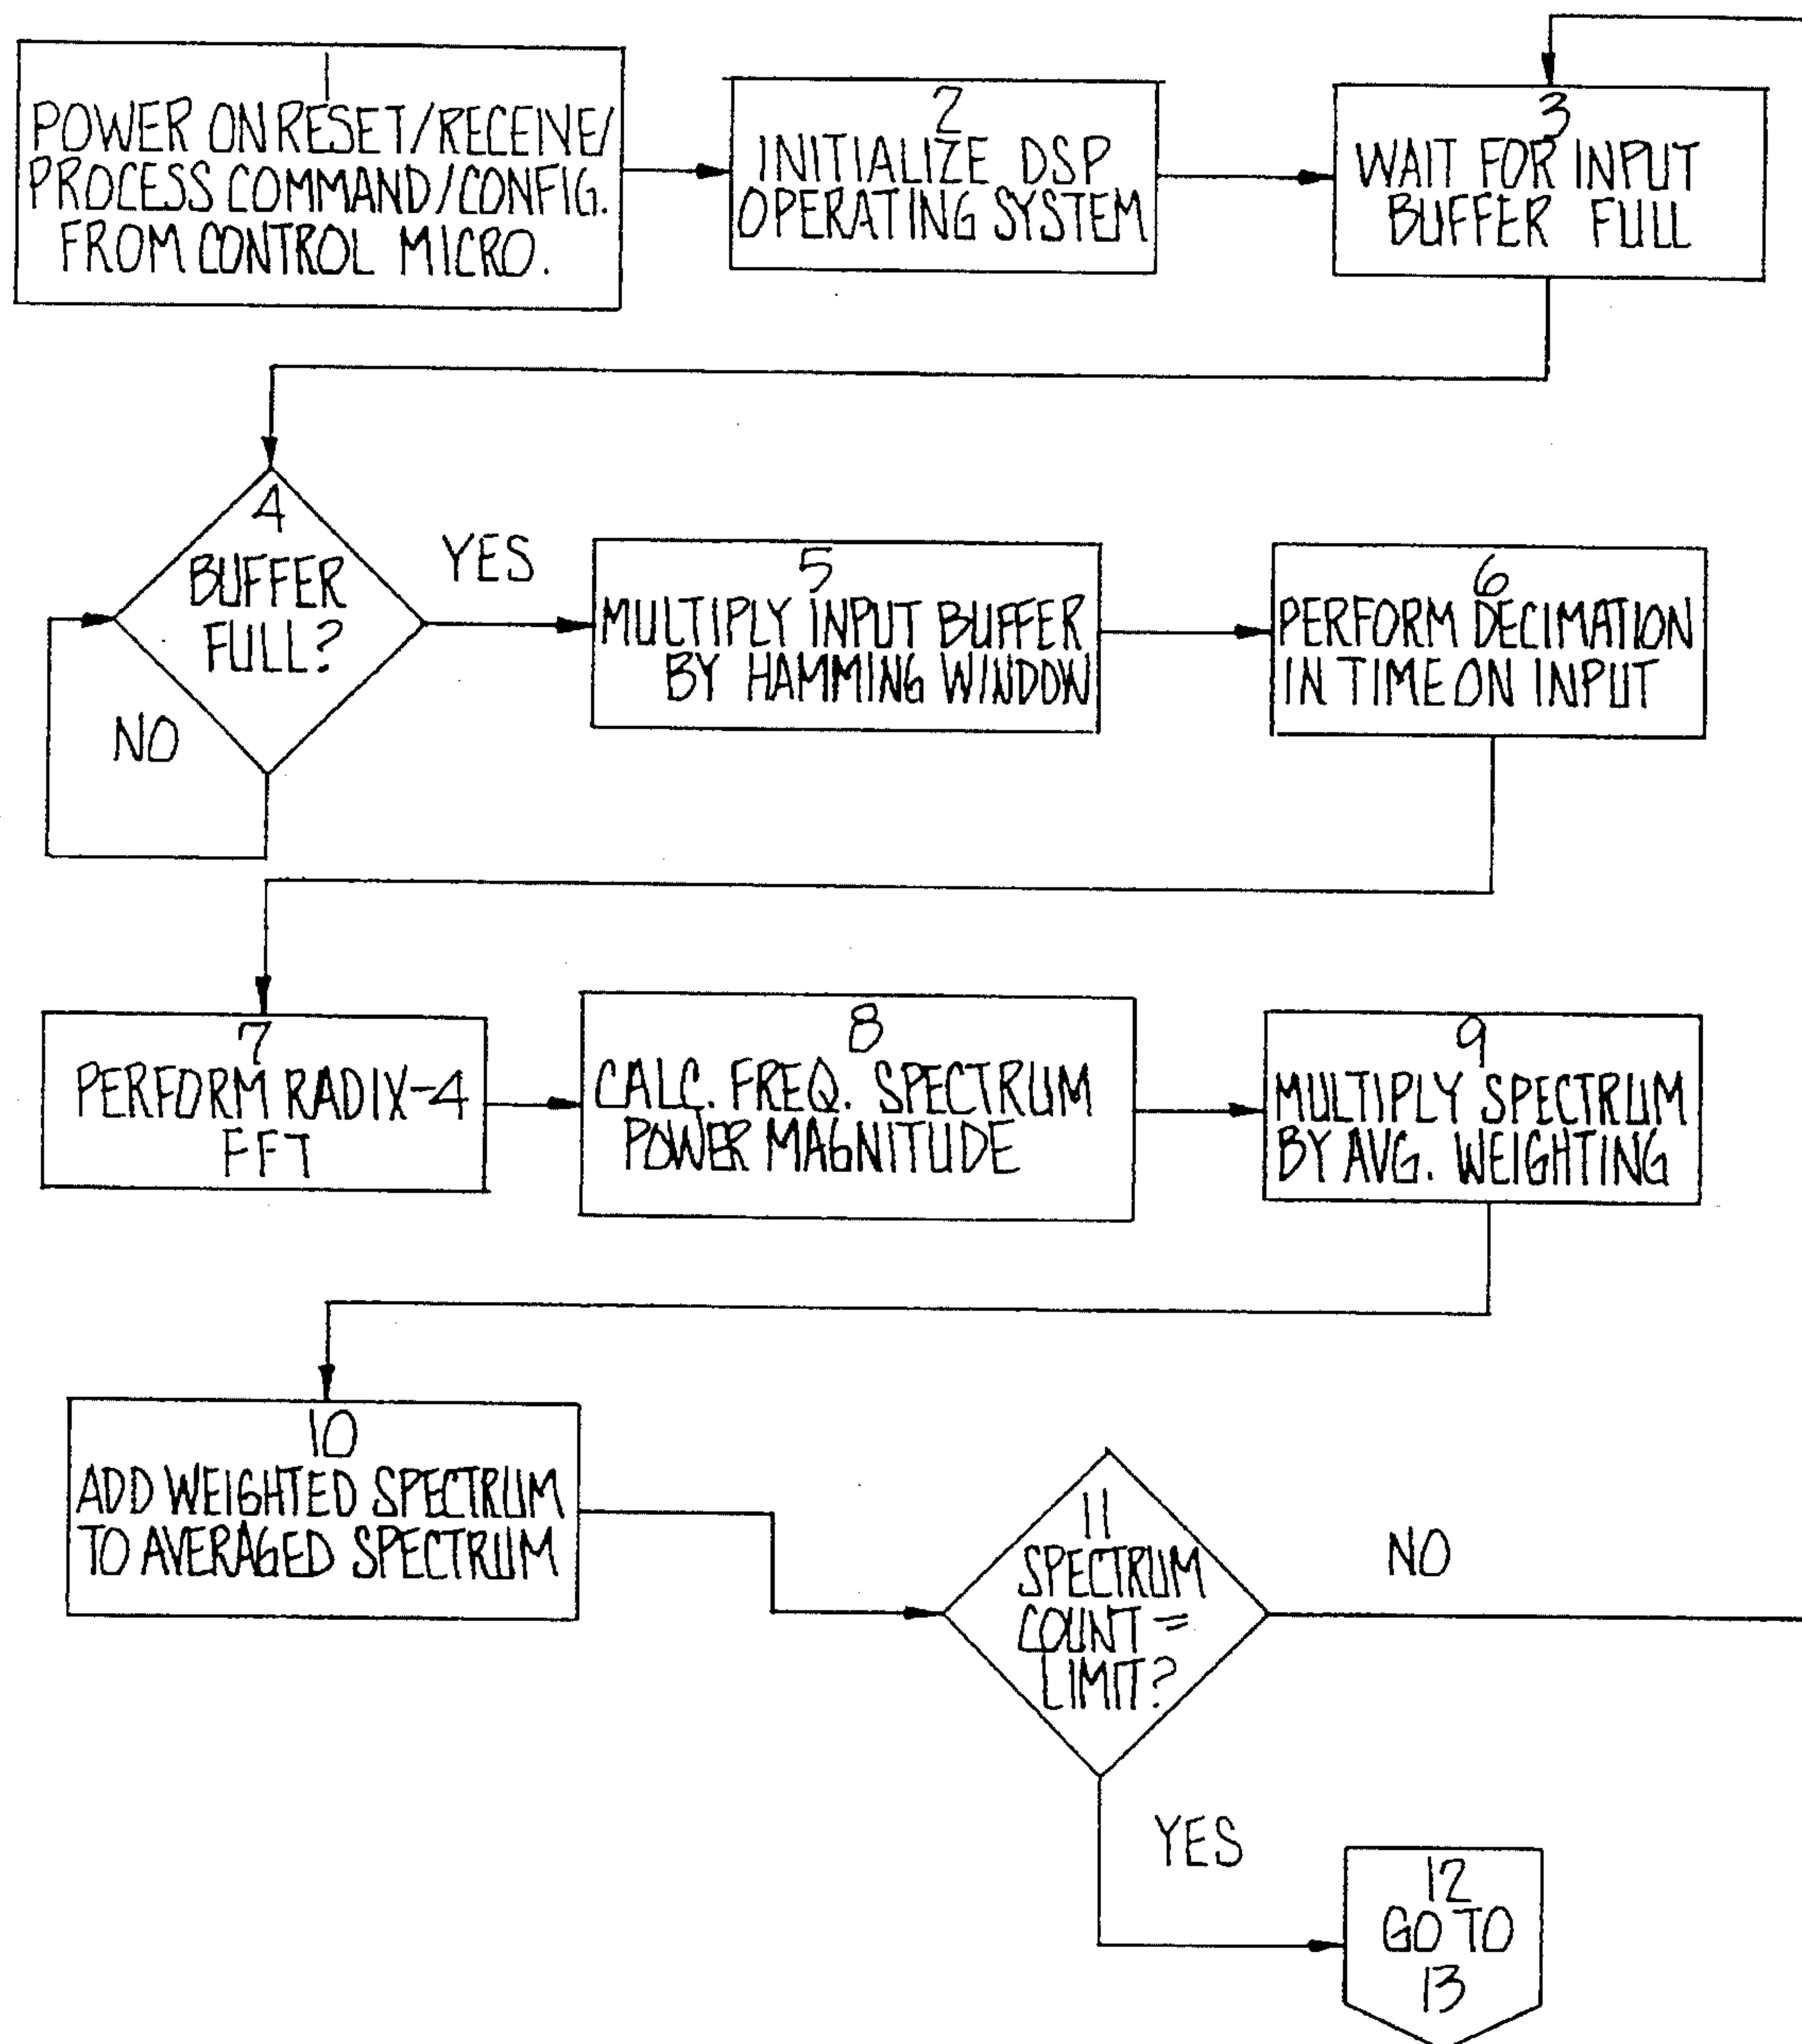 1
POWER ON RESET/RECEIVE/
PROCESS COMMAND/CONFIG.
FROM CONTROL MICRO.
2
INITIALIZE DSP
OPERATING SYSTEM
3
WAIT FOR INPUT
BUFFER FULL
4
BUFFER
FULL?
YES
NO
5
MULTIPLY INPUT BUFFER
BY HAMMING WINDOW
6
PERFORM DECIMATION
IN TIME ON INPUT
7
PERFORM RADIX-4
FFT
8
CALC. FREQ. SPECTRUM
POWER MAGNITUDE
9
MULTIPLY SPECTRUM
BY AVG. WEIGHTING
10
ADD WEIGHTED SPECTRUM
TO AVERAGED SPECTRUM
11
SPECTRUM
COUNT =
LIMIT?
NO
YES
12
GO TO
13